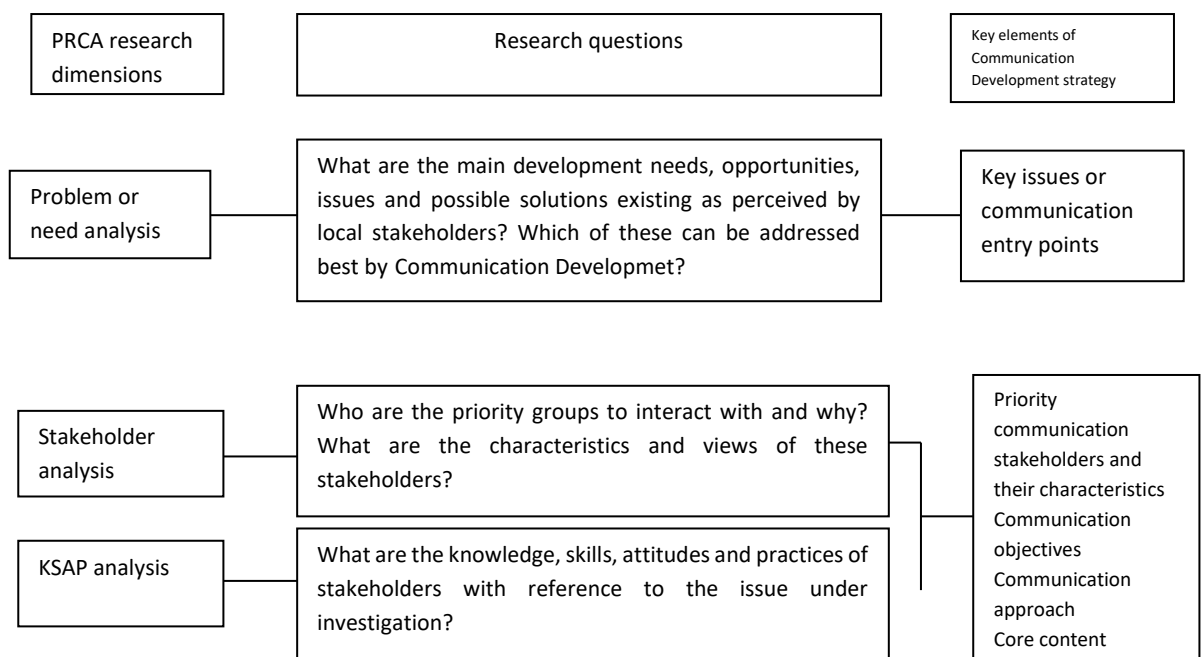 PRCA research
dimensions
Research questions
Key elements of
Communication
Development strategy
Problem or
need analysis
What are the main development needs, opportunities,
issues and possible solutions existing as perceived by
local stakeholders? Which of these can be addressed
best by Communication Developmet?
Key issues or
communication
entry points
Stakeholder
analysis
Who are the priority groups to interact with and why?
What are the characteristics and views of these
stakeholders?
Priority
communication
stakeholders and
their characteristics
Communication
objectives
Communication
approach
Core content
KSAP analysis
What are the knowledge, skills, attitudes and practices of
stakeholders with reference to the issue under
investigation?